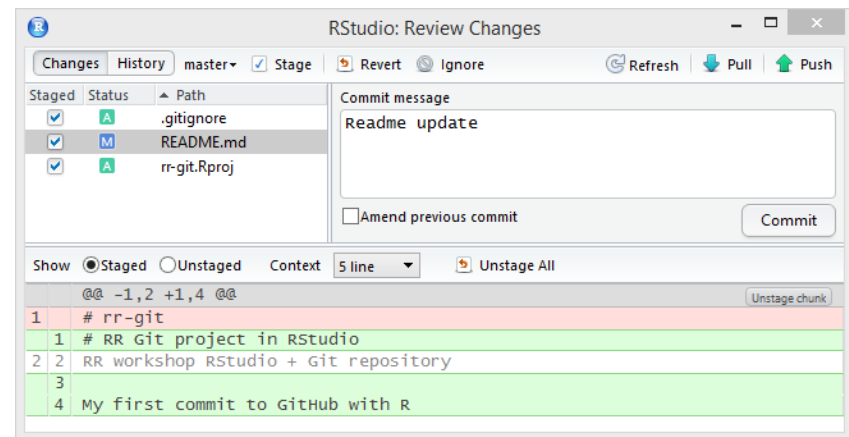 R RStudio: Review Changes
Changes History master Stage Revert Ignore Refresh Pull Push
Staged Status Path
A .gitignore
M README.md
A rr-git.Rproj
Commit message
Readme update
Amend previous commit Commit
Show Staged Unstaged Context 5 line Unstage All
@@ -1,2 +1,4 @@ Unstage chunk
1 # rr-git
1 # RR Git project in RStudio
2 2 RR workshop RStudio + Git repository
3
4 My first commit to GitHub with R